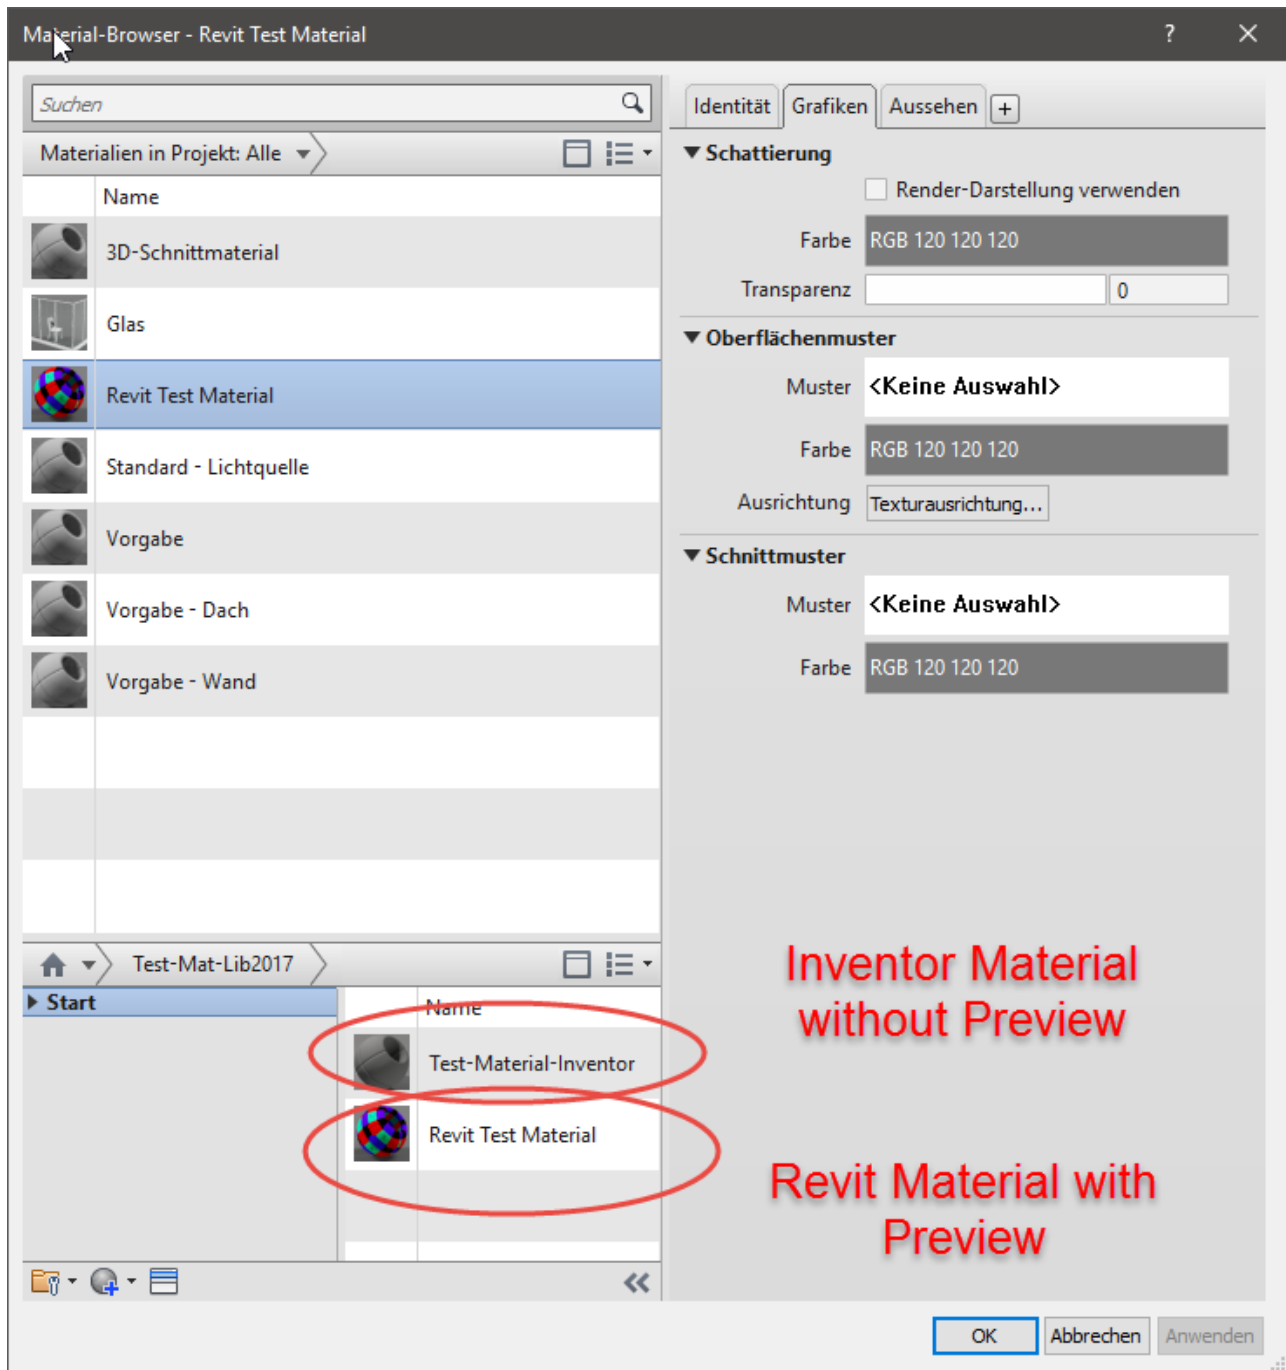 Material-Browser - Revit Test Material
?
Suchen
Materialien in Projekt: Alle
Name
3D-Schnittmaterial
Glas
Revit Test Material
Standard - Lichtquelle
Vorgabe
Vorgabe - Dach
Vorgabe - Wand
Test-Mat-Lib2017
Start
Name
Test-Material-Inventor
Revit Test Material
Identität Grafiken Aussehen +
Schattierung
Render-Darstellung verwenden
Farbe RGB 120 120 120
Transparenz 0
Oberflächenmuster
Muster <Keine Auswahl>
Farbe RGB 120 120 120
Ausrichtung Texturausrichtung...
Schnittmuster
Muster <Keine Auswahl>
Farbe RGB 120 120 120
Inventor Material
without Preview
Revit Material with
Preview
OK Abbrechen Anwenden